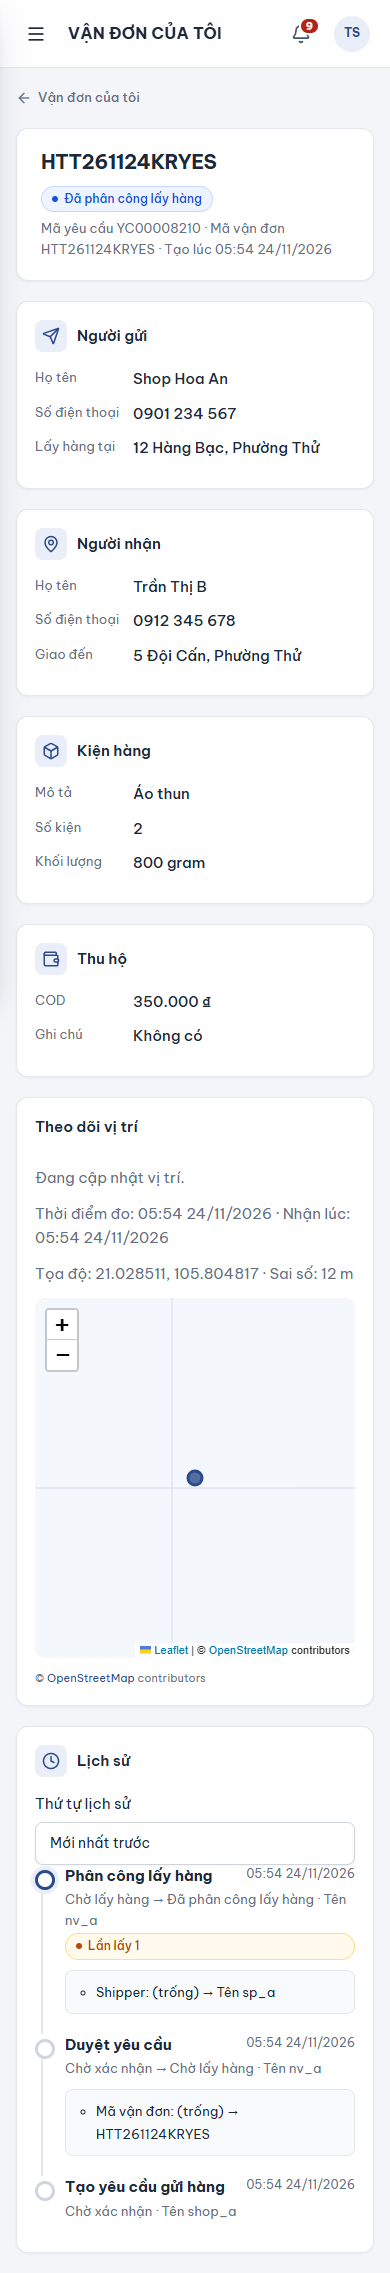 VẬN ĐƠN CỦA TÔI
9
TS
← Vận đơn của tôi
HTT261124KRYES
Đã phân công lấy hàng
Mã yêu cầu YC00008210 · Mã vận đơn
HTT261124KRYES · Tạo lúc 05:54 24/11/2026
Người gửi
Họ tên Shop Hoa An
Số điện thoại 0901 234 567
Lấy hàng tại 12 Hàng Bạc, Phường Thử
Người nhận
Họ tên Trần Thị B
Số điện thoại 0912 345 678
Giao đến 5 Đội Cấn, Phường Thử
Kiện hàng
Mô tả Áo thun
Số kiện 2
Khối lượng 800 gram
Thu hộ
COD 350.000 ₫
Ghi chú Không có
Theo dõi vị trí
Đang cập nhật vị trí.
Thời điểm đo: 05:54 24/11/2026 · Nhận lúc:
05:54 24/11/2026
Tọa độ: 21.028511, 105.804817 · Sai số: 12 m
+
−
Leaflet | © OpenStreetMap contributors
© OpenStreetMap contributors
Lịch sử
Thứ tự lịch sử
Mới nhất trước
Phân công lấy hàng 05:54 24/11/2026
Chờ lấy hàng → Đã phân công lấy hàng · Tên
nv_a
Lần lấy 1
Shipper: (trống) → Tên sp_a
Duyệt yêu cầu 05:54 24/11/2026
Chờ xác nhận → Chờ lấy hàng · Tên nv_a
Mã vận đơn: (trống) →
HTT261124KRYES
Tạo yêu cầu gửi hàng 05:54 24/11/2026
Chờ xác nhận · Tên shop_a